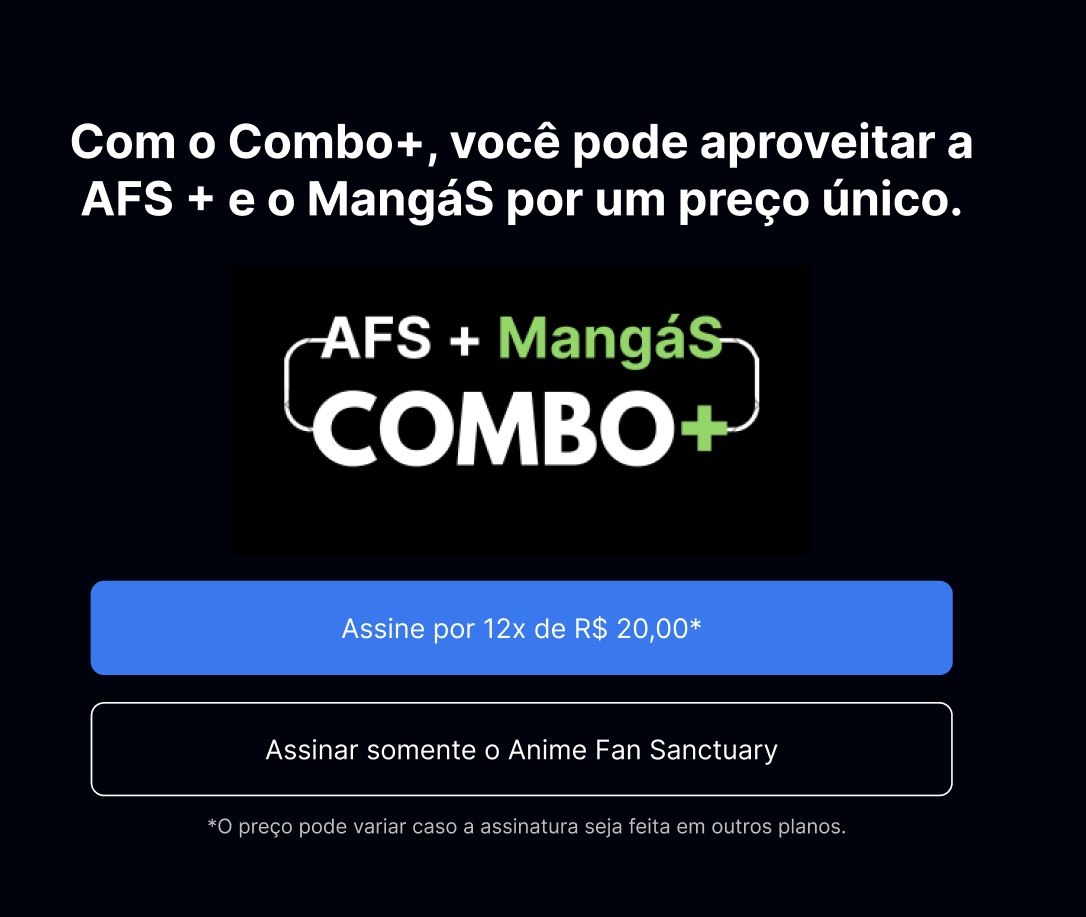 Com o Combo+, você pode aproveitar a
AFS + e o MangáS por um preço único.
AFS + MangáS
COMBO+
Assine por 12x de R$ 20,00*
Assinar somente o Anime Fan Sanctuary
*O preço pode variar caso a assinatura seja feita em outros planos.